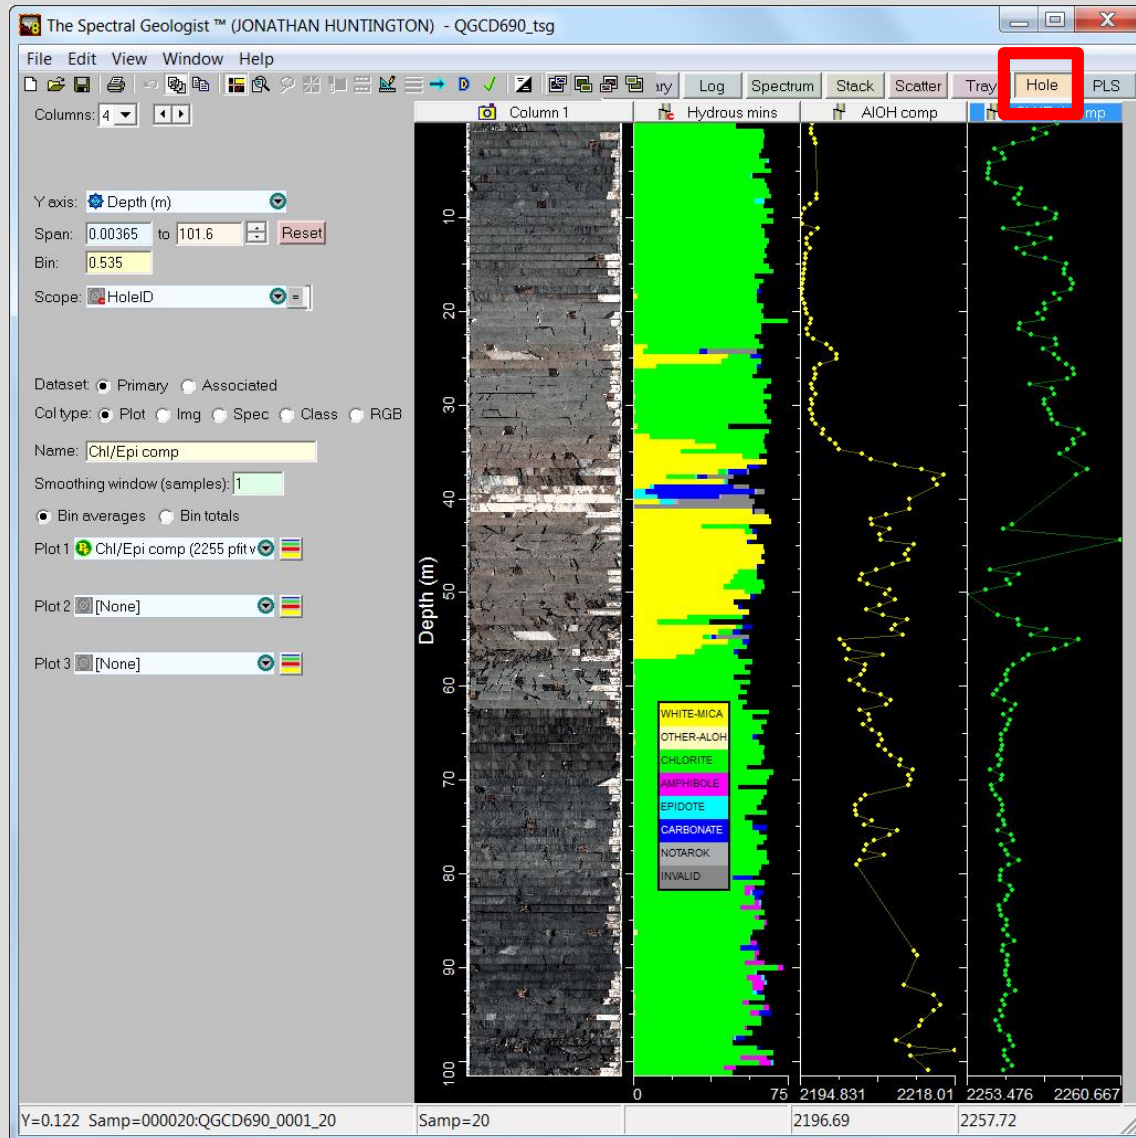 The Spectral Geologist ™ (JONATHAN HUNTINGTON) - QGCD690_tsg
File Edit View Window Help
ry Log Spectrum Stack Scatter Tray Hole PLS
Columns: 4
Column 1 Hydrous mins AlOH comp mp
Y axis: Depth (m)
Span: 0.00365 to 101.6 Reset
Bin: 0.535
Scope: HoleID
Dataset: Primary Associated
Col type: Plot Img Spec Class RGB
Name: Chl/Epi comp
Smoothing window (samples): 1
Bin averages Bin totals
Plot 1 Chl/Epi comp (2255 pfit v
Plot 2 [None]
Plot 3 [None]
Depth (m)
10
20
30
40
50
60
70
80
90
100
WHITE-MICA
OTHER-ALOH
CHLORITE
AMPHIBOLE
EPIDOTE
CARBONATE
NOTAROK
INVALID
0 75 2194.831 2218.01 2253.476 2260.667
Y=0.122 Samp=000020:QGCD690_0001_20 Samp=20 2196.69 2257.72